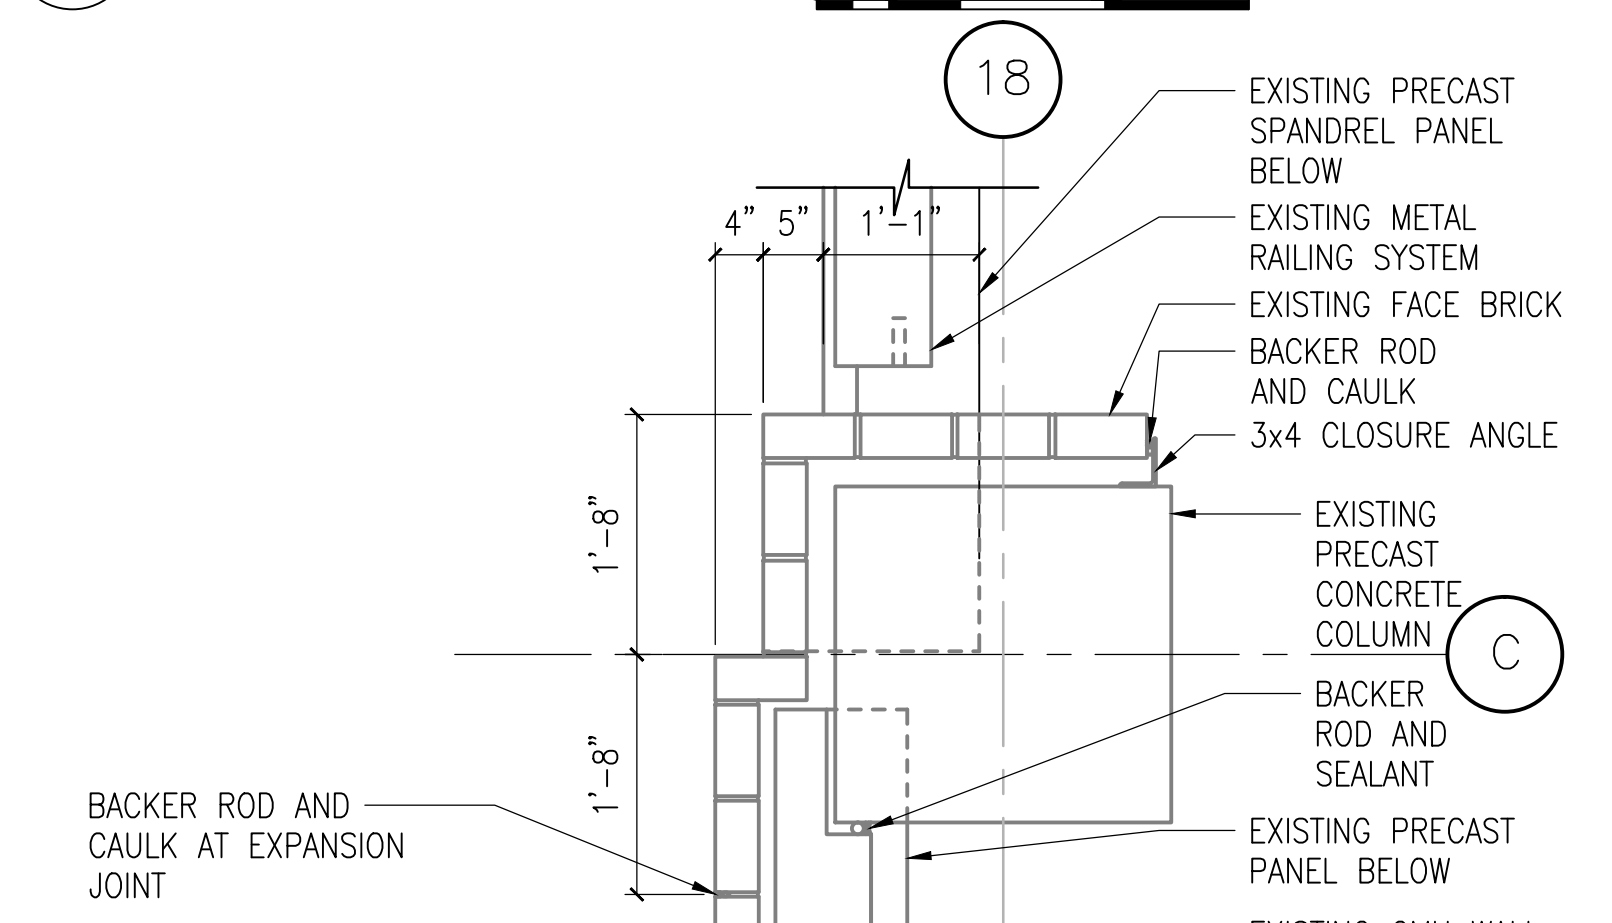 18
EXISTING PRECAST
SPANDREL PANEL
BELOW
4" 5" 1'-1"
EXISTING METAL
RAILING SYSTEM
EXISTING FACE BRICK
BACKER ROD
AND CAULK
3x4 CLOSURE ANGLE
1'-8"
EXISTING
PRECAST
CONCRETE
COLUMN
C
BACKER
ROD AND
SEALANT
1'-8"
BACKER ROD AND
CAULK AT EXPANSION
JOINT
EXISTING PRECAST
PANEL BELOW